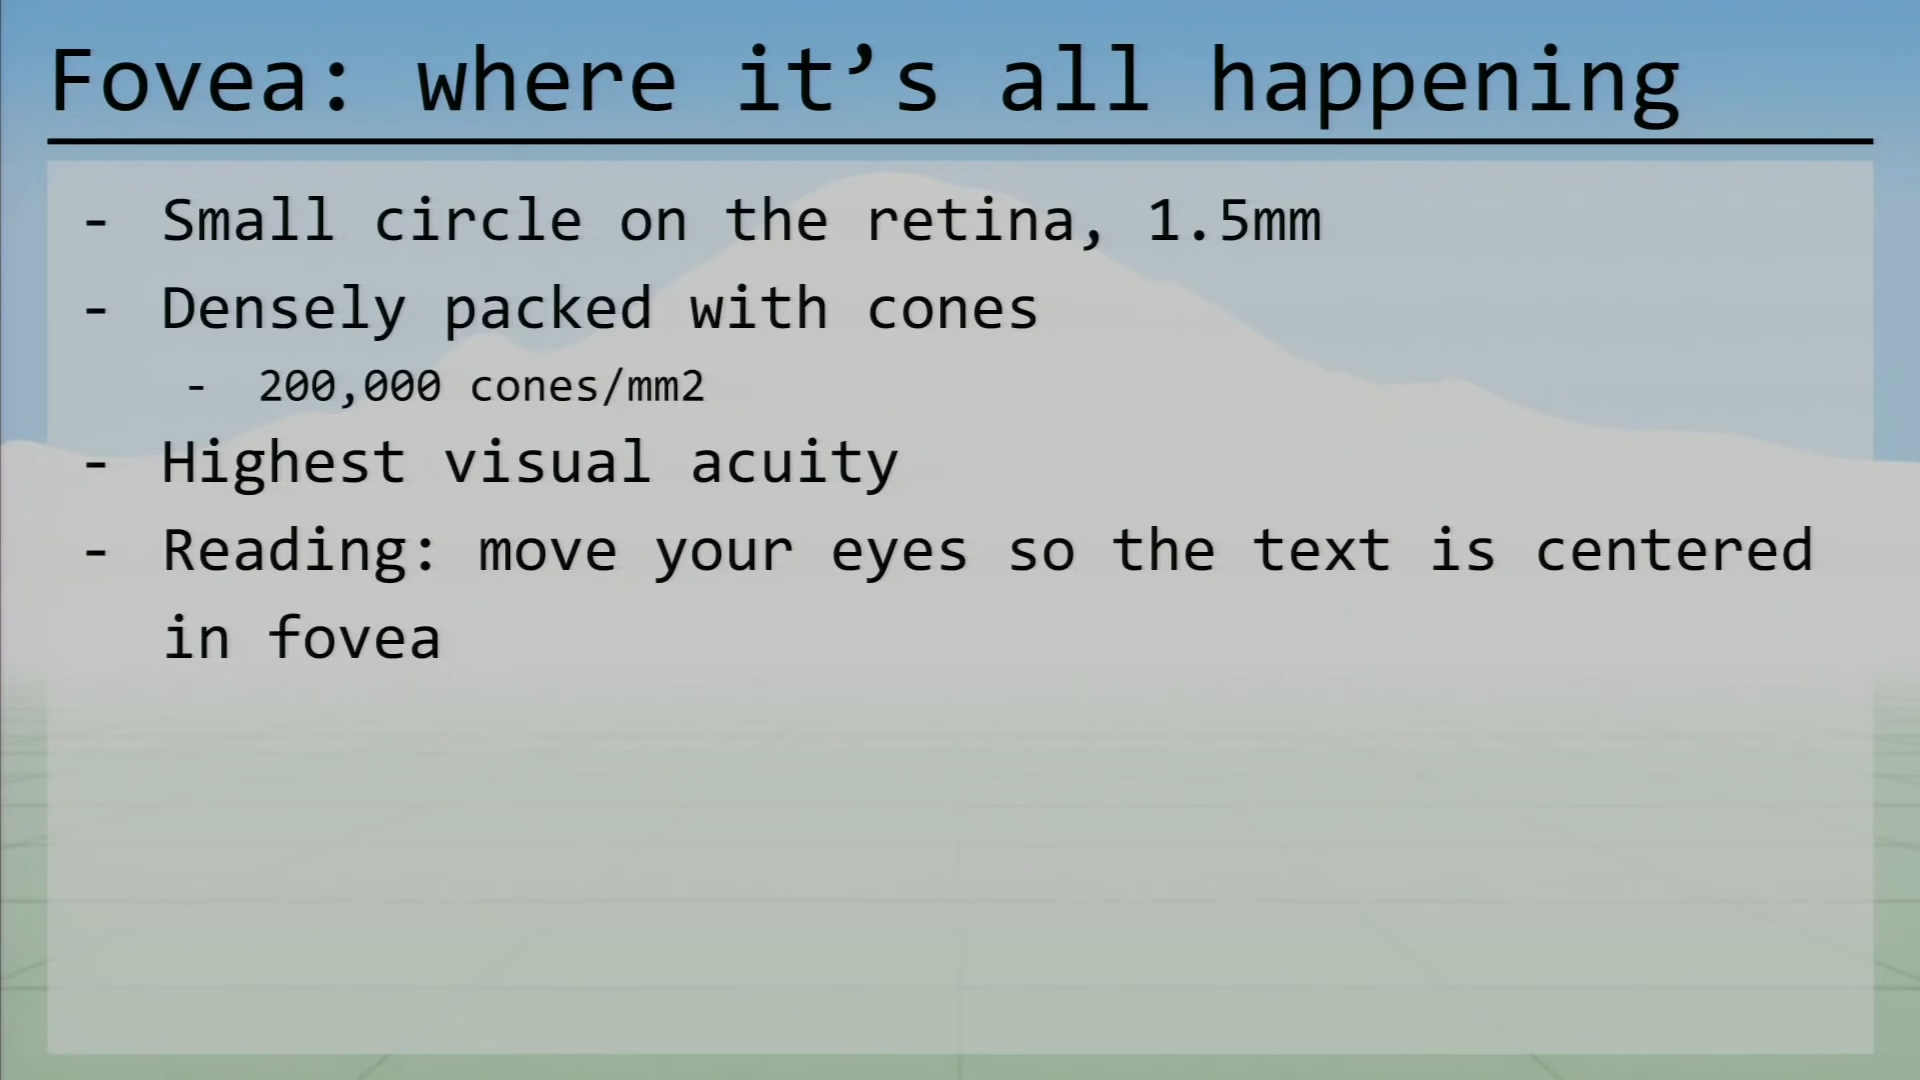 Fovea: where it’s all happening
- Small circle on the retina, 1.5mm
- Densely packed with cones
- 200,000 cones/mm2
- Highest visual acuity
- Reading: move your eyes so the text is centered
in fovea